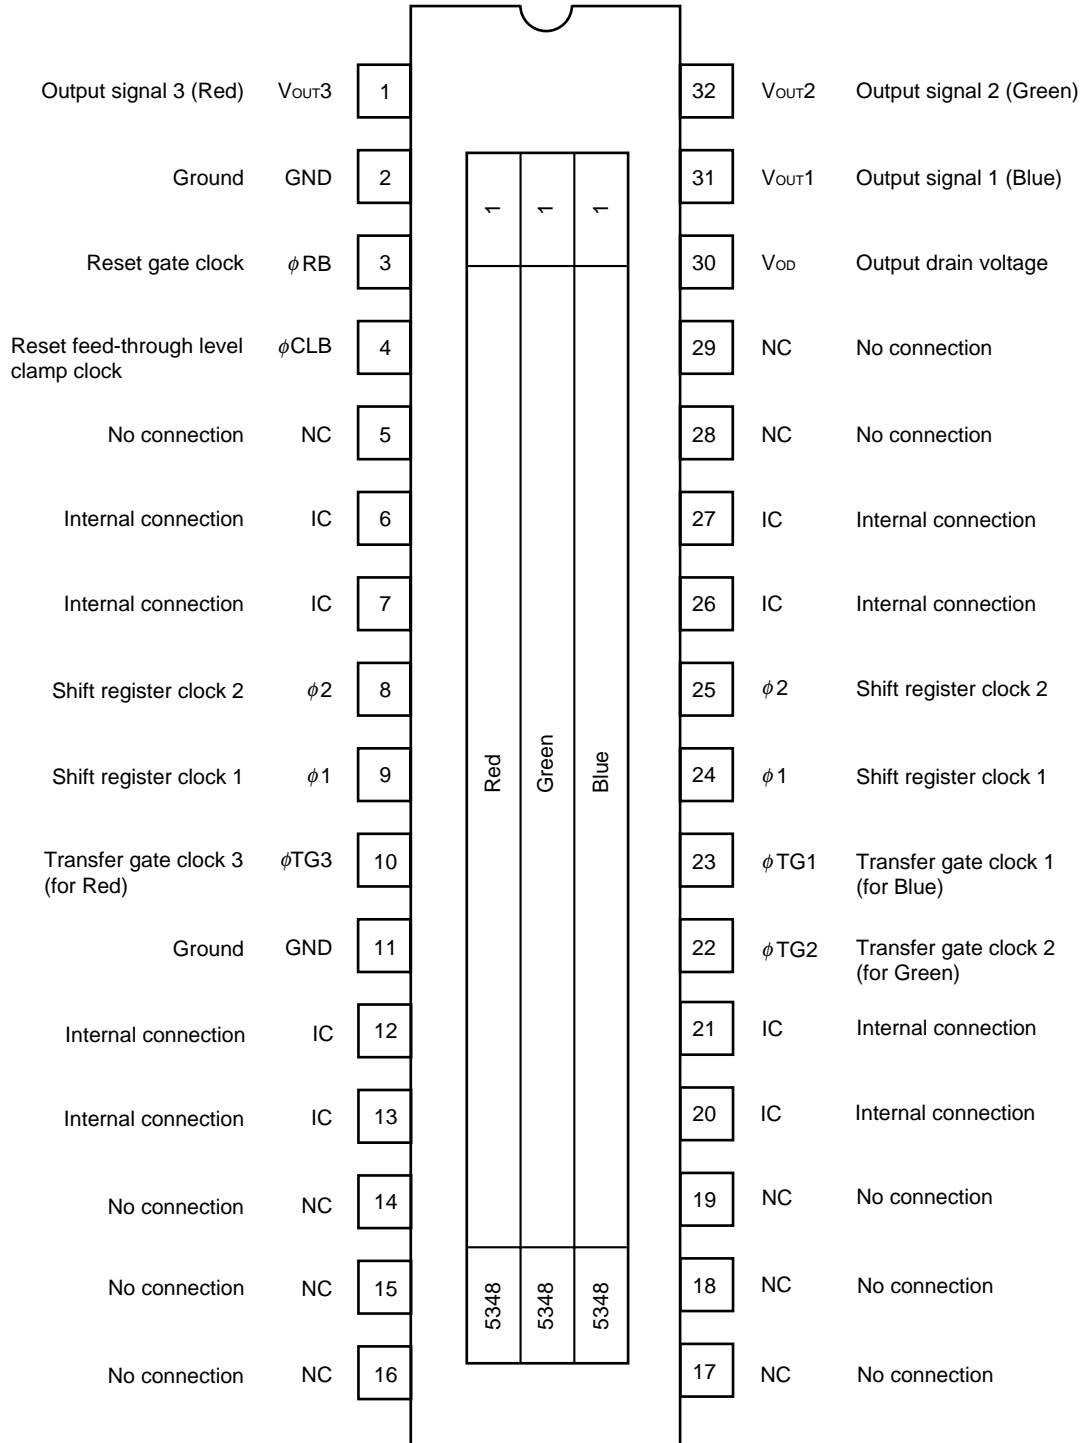 Output signal 3 (Red) VOUT3 1
32 VOUT2 Output signal 2 (Green)
Ground GND 2
31 VOUT1 Output signal 1 (Blue)
Reset gate clock ϕRB 3
30 VOD Output drain voltage
Reset feed-through level
clamp clock
ϕCLB 4
29 NC No connection
No connection NC 5
28 NC No connection
Internal connection IC 6
27 IC Internal connection
Internal connection IC 7
26 IC Internal connection
Shift register clock 2 ϕ2 8
25 ϕ2 Shift register clock 2
Shift register clock 1 ϕ1 9
24 ϕ1 Shift register clock 1
Transfer gate clock 3
(for Red)
ϕTG3 10
23 ϕTG1 Transfer gate clock 1
(for Blue)
Ground GND 11
22 ϕTG2 Transfer gate clock 2
(for Green)
Internal connection IC 12
21 IC Internal connection
Internal connection IC 13
20 IC Internal connection
No connection NC 14
19 NC No connection
No connection NC 15
18 NC No connection
No connection NC 16
17 NC No connection
1 1 1
Red Green Blue
5348 5348 5348